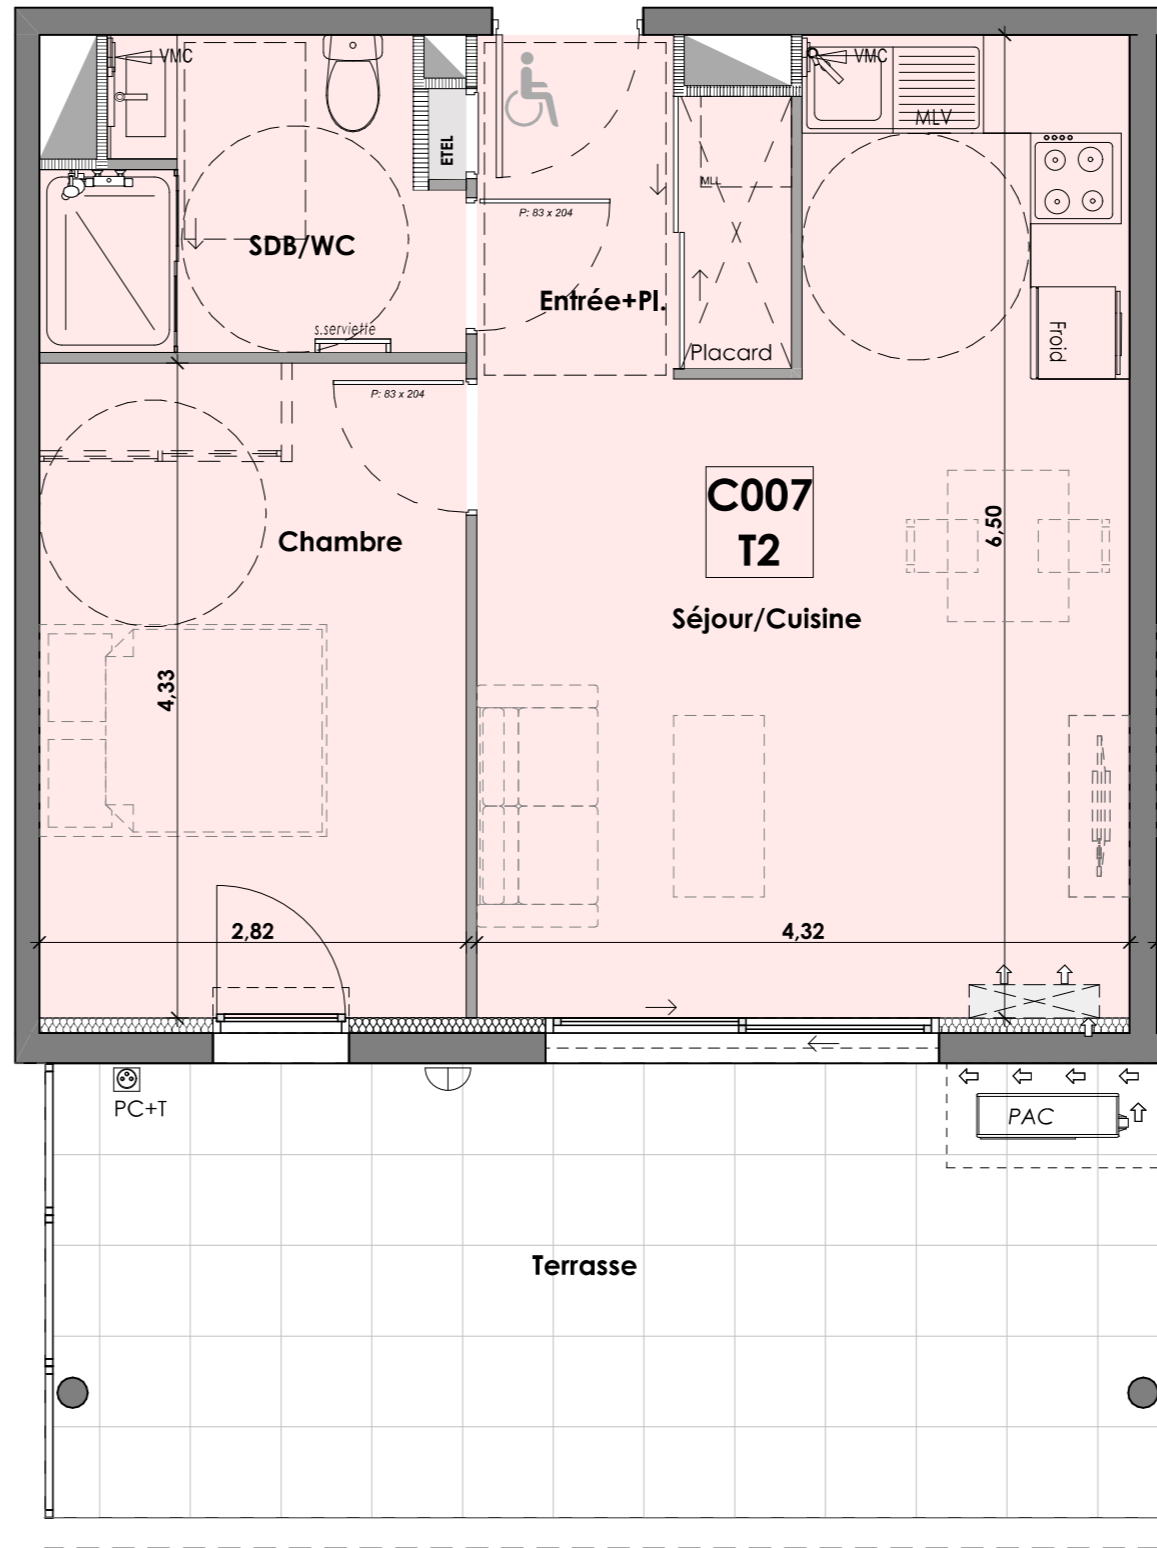 VMC
VMC
MLV
ETEL
MLL
P: 83 x 204
SDB/WC
Entrée+Pl.
s.serviette
Placard
Froid
P: 83 x 204
C007
T2
6,50
Chambre
Séjour/Cuisine
4,33
2,82
4,32
PC+T
PAC
Terrasse